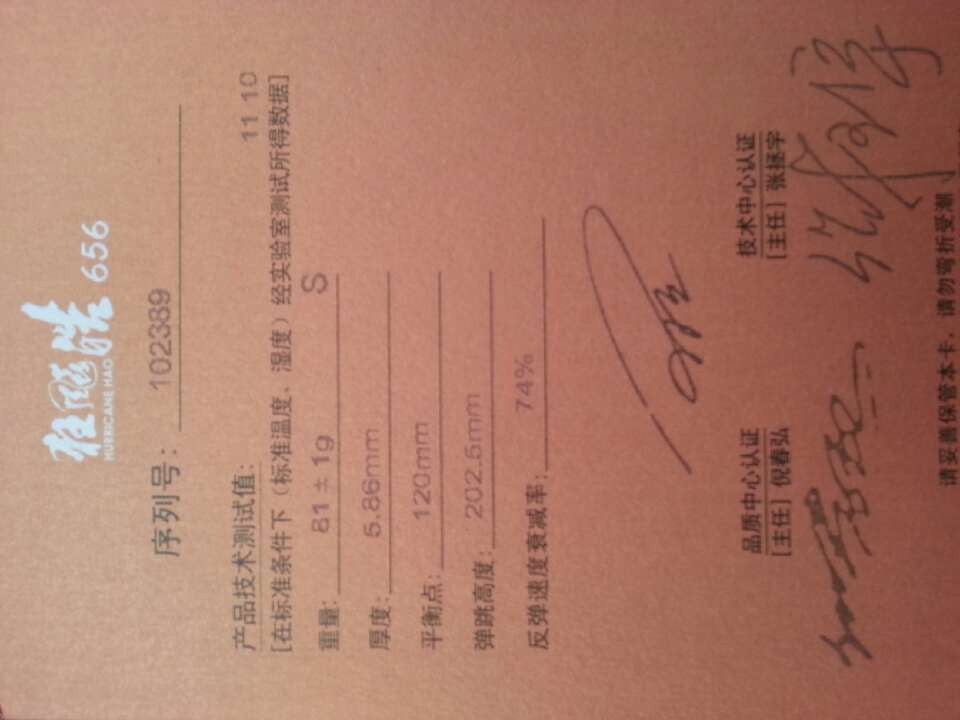 狂飚浩 656
HURRICANE HAO
序列号: 102389
产品技术测试值: 11 10
[在标准条件下（标准温度、湿度）经实验室测试所得数据]
重量: 81±1g S
厚度: 5.86mm
平衡点: 120mm
弹跳高度: 202.5mm
反弹速度衰减率: 74%
品质中心认证 技术中心认证
[主任] 倪春弘 [主任] 张拯宇
请妥善保管本卡，请勿弯折受潮